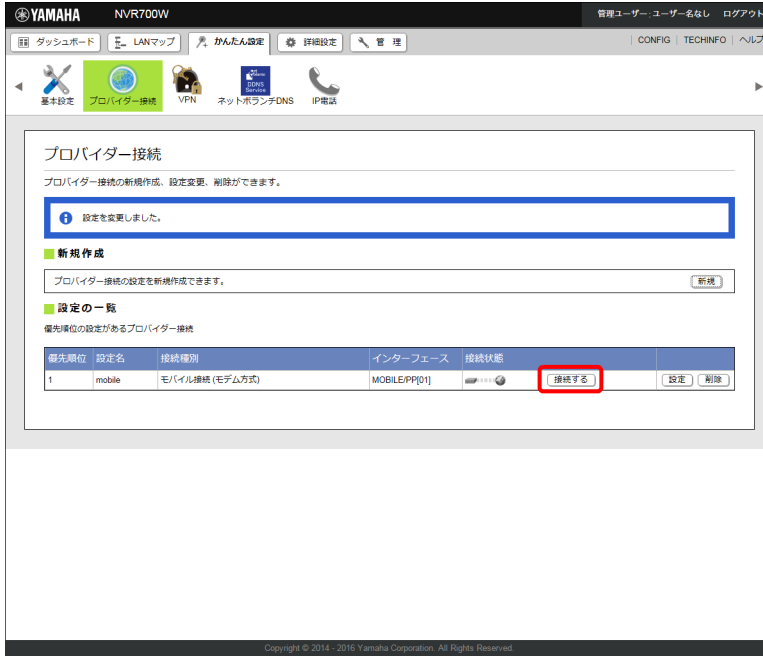 YAMAHA NVR700W 管理ユーザー:ユーザー名なし ログアウト
ダッシュボード LANマップ かんたん設定 詳細設定 管 理 CONFIG TECHINFO ヘルプ
基本設定 プロバイダー接続 VPN ネットボランチDNS IP電話
DDNS
Service
プロバイダー接続
プロバイダー接続の新規作成、設定変更、削除ができます。
設定を変更しました。
新規作成
プロバイダー接続の設定を新規作成できます。 新規
設定の一覧
優先順位の設定があるプロバイダー接続
優先順位 設定名 接続種別 インターフェース 接続状態
1 mobile モバイル接続 (モデム方式) MOBILE/PP[01] 接続する 設定 削除
Copyright © 2014 - 2016 Yamaha Corporation. All Rights Reserved.